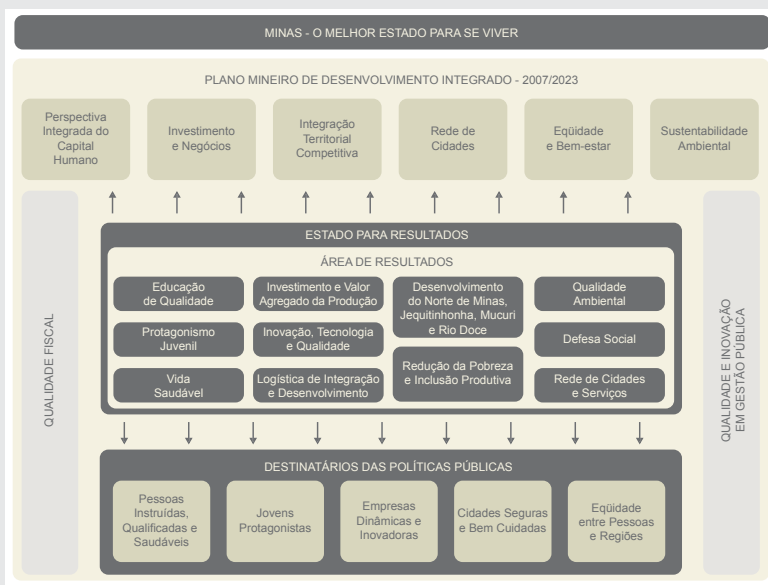 MINAS - O MELHOR ESTADO PARA SE VIVER
PLANO MINEIRO DE DESENVOLVIMENTO INTEGRADO - 2007/2023
Perspectiva
Integrada do
Capital
Humano
Investimento
e Negócios
Integração
Territorial
Competitiva
Rede de
Cidades
Eqüidade
e Bem-estar
Sustentabilidade
Ambiental
QUALIDADE FISCAL
ESTADO PARA RESULTADOS
ÁREA DE RESULTADOS
Educação
de Qualidade
Investimento e Valor
Agregado da Produção
Desenvolvimento
do Norte de Minas,
Jequitinhonha, Mucuri
e Rio Doce
Qualidade
Ambiental
Protagonismo
Juvenil
Inovação, Tecnologia
e Qualidade
Defesa Social
Redução da Pobreza
e Inclusão Produtiva
Vida
Saudável
Logística de Integração
e Desenvolvimento
Rede de Cidades
e Serviços
QUALIDADE E INOVAÇÃO
EM GESTÃO PÚBLICA
DESTINATÁRIOS DAS POLÍTICAS PÚBLICAS
Pessoas
Instruídas,
Qualificadas e
Saudáveis
Jovens
Protagonistas
Empresas
Dinâmicas e
Inovadoras
Cidades Seguras
e Bem Cuidadas
Eqüidade
entre Pessoas
e Regiões